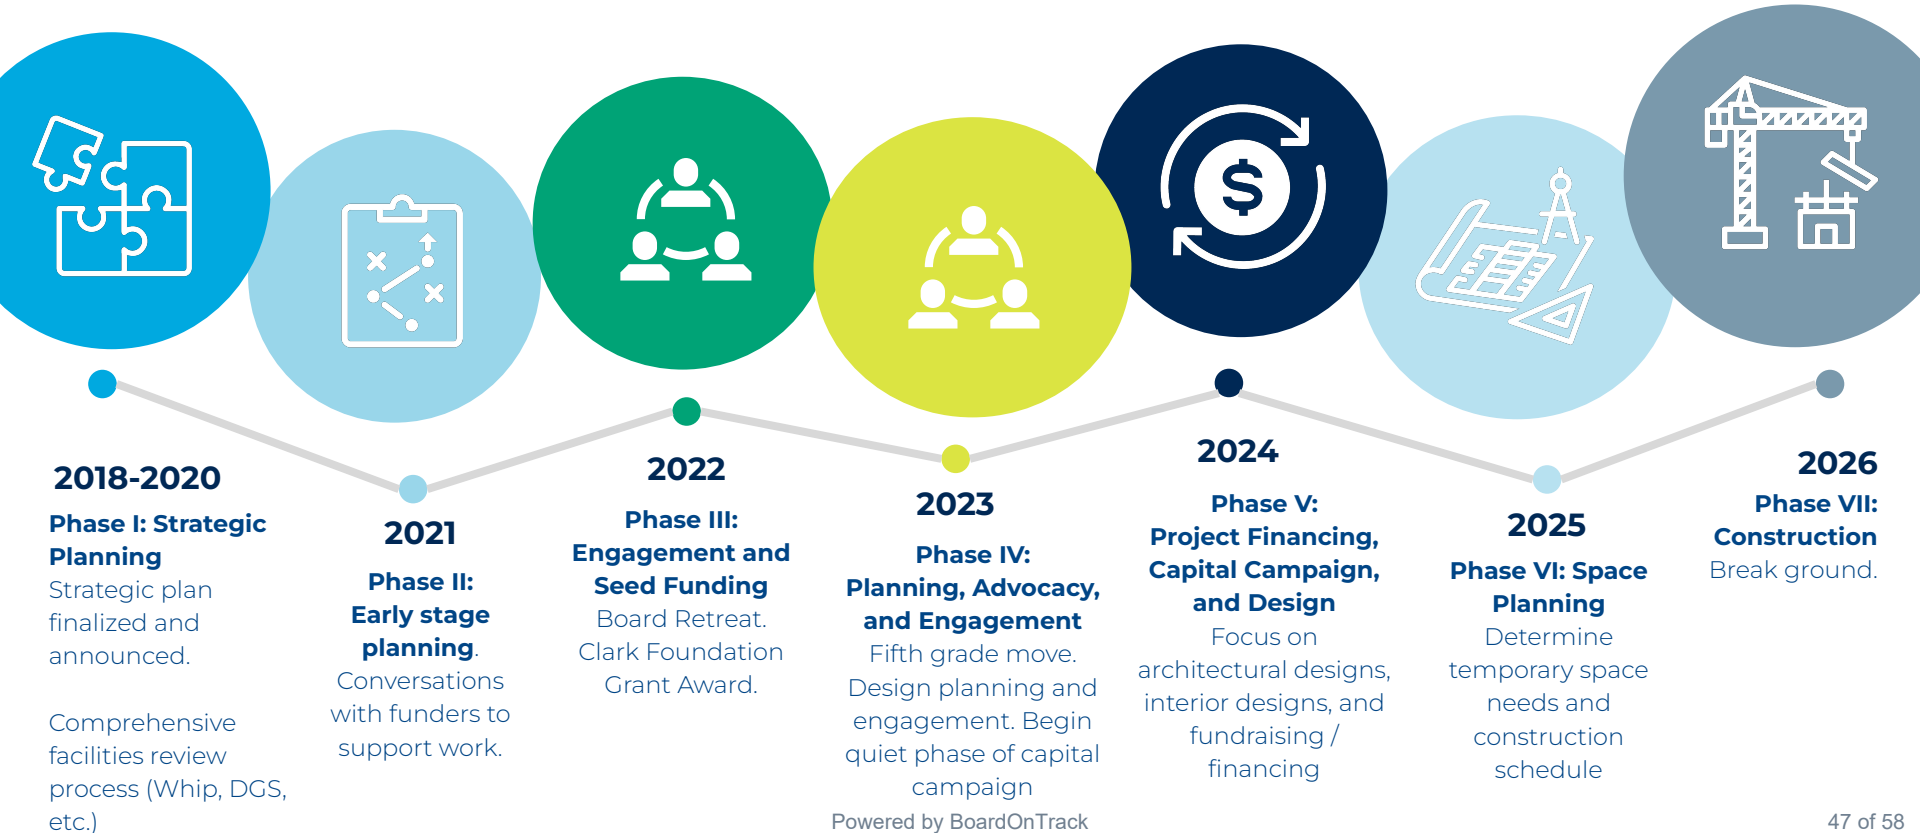 2018-2020
Phase I: Strategic
Planning
Strategic plan
finalized and
announced.
Comprehensive
facilities review
process (Whip, DGS,
etc.)
2021
Phase II:
Early stage
planning.
Conversations
with funders to
support work.
2022
Phase III:
Engagement and
Seed Funding
Board Retreat.
Clark Foundation
Grant Award.
2023
Phase IV:
Planning, Advocacy,
and Engagement
Fifth grade move.
Design planning and
engagement. Begin
quiet phase of capital
campaign
2024
Phase V:
Project Financing,
Capital Campaign,
and Design
Focus on
architectural designs,
interior designs, and
fundraising /
financing
2025
Phase VI: Space
Planning
Determine
temporary space
needs and
construction
schedule
2026
Phase VII:
Construction
Break ground.
$
Powered by BoardOnTrack
47 of 58